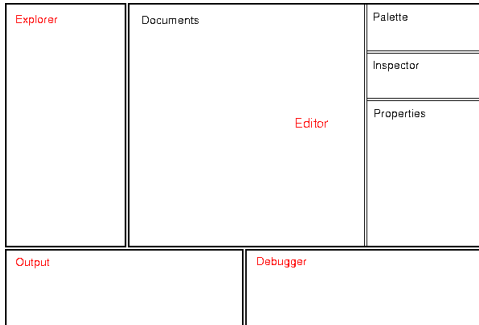 Explorer
Documents
Palette
Inspector
Editor
Properties
Output
Debugger